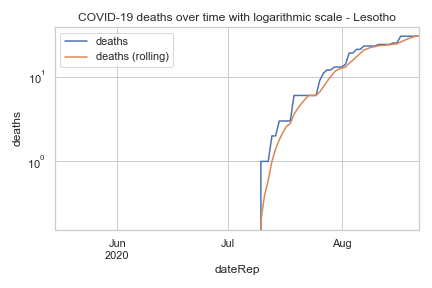 COVID-19 deaths over time with logarithmic scale - Lesotho
deaths
deaths (rolling)
10¹
10⁰
deaths
Jun
2020
Jul
Aug
dateRep